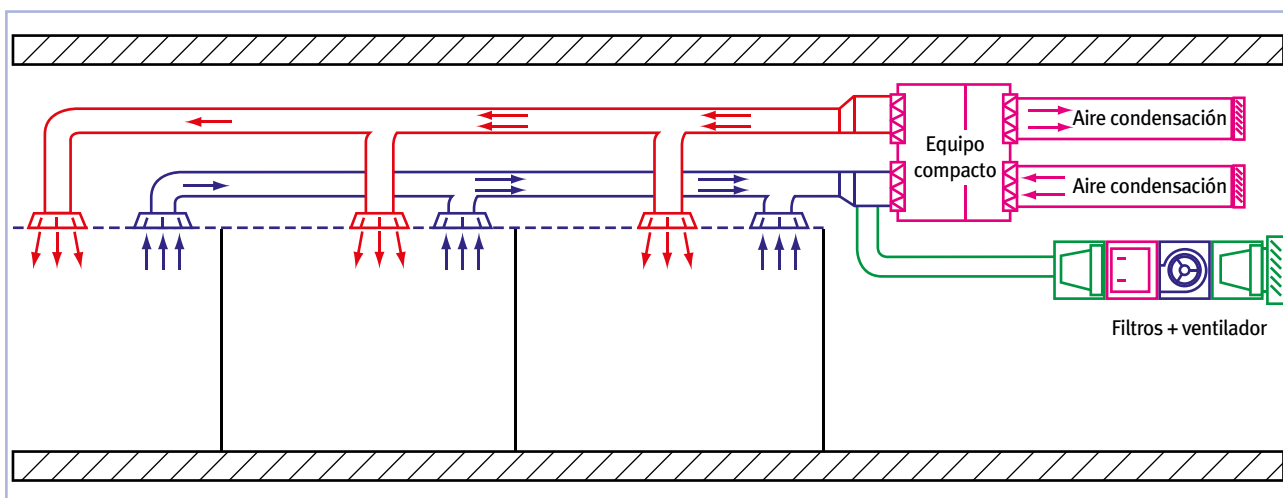 Aire condensación
Equipo
compacto
Aire condensación
Filtros + ventilador